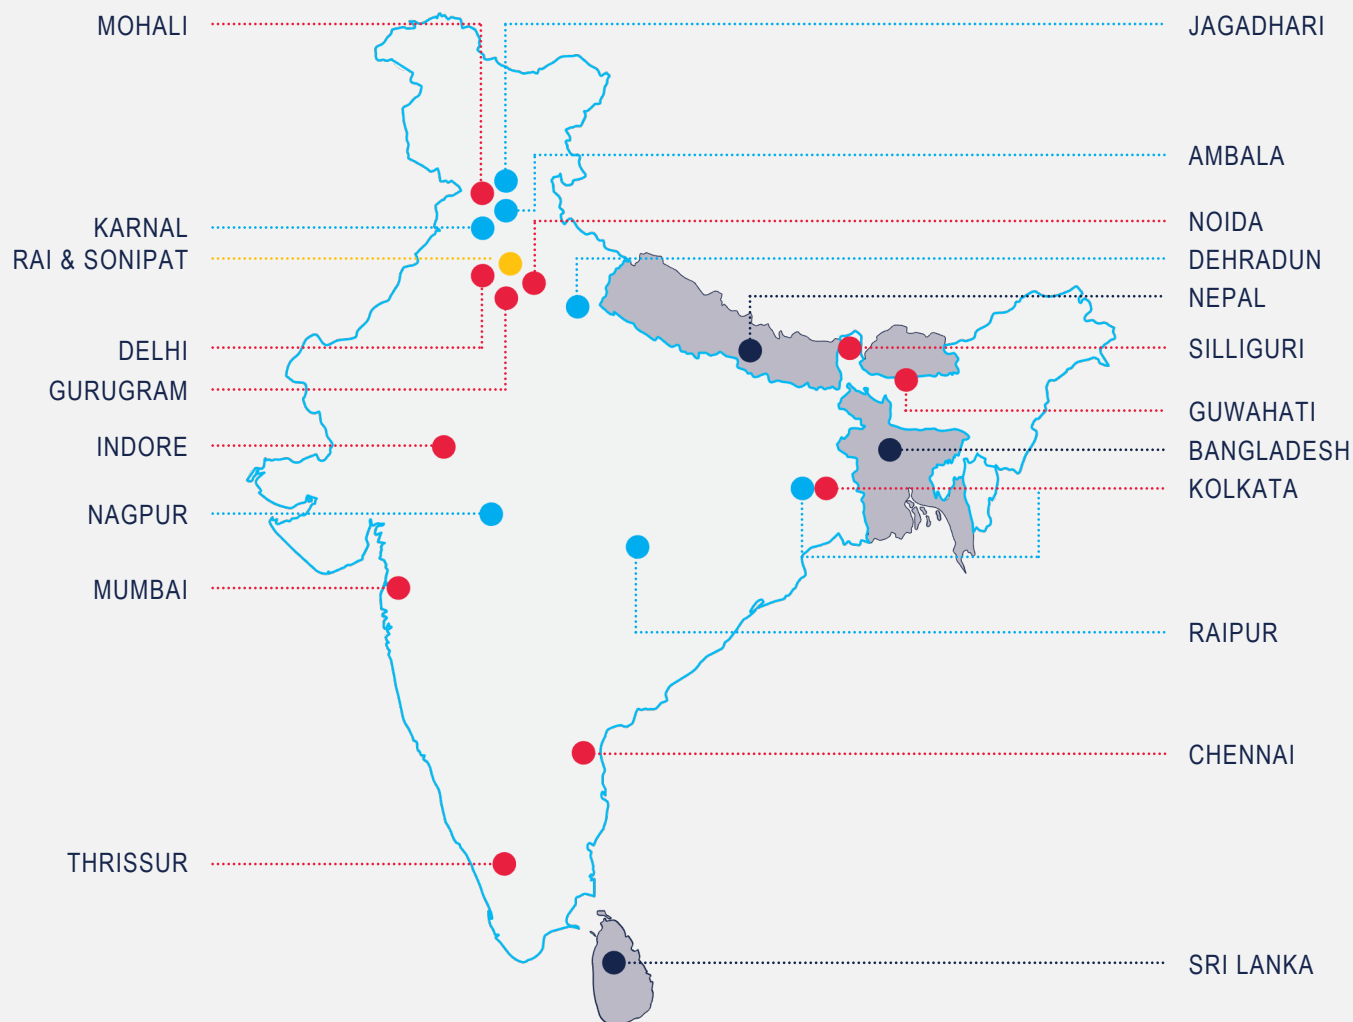 MOHALI
KARNAL
RAI & SONIPAT
DELHI
GURUGRAM
INDORE
NAGPUR
MUMBAI
THRISSUR
JAGADHARI
AMBALA
NOIDA
DEHRADUN
NEPAL
SILLIGURI
GUWAHATI
BANGLADESH
KOLKATA
RAIPUR
CHENNAI
SRI LANKA